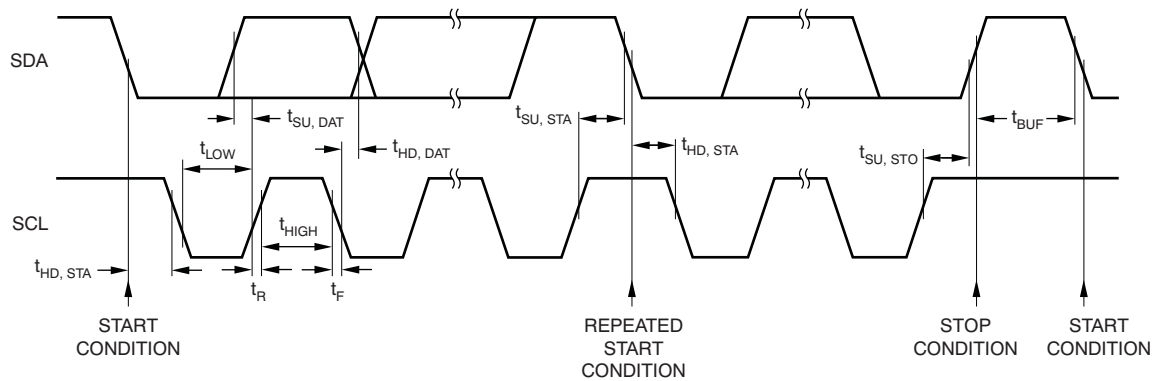 SDA
tSU, DAT
tHD, DAT
tLOW
tSU, STA
tHD, STA
tBUF
tSU, STO
SCL
tHIGH
tHD, STA
tR
tF
START
CONDITION
REPEATED
START
CONDITION
STOP
CONDITION
START
CONDITION